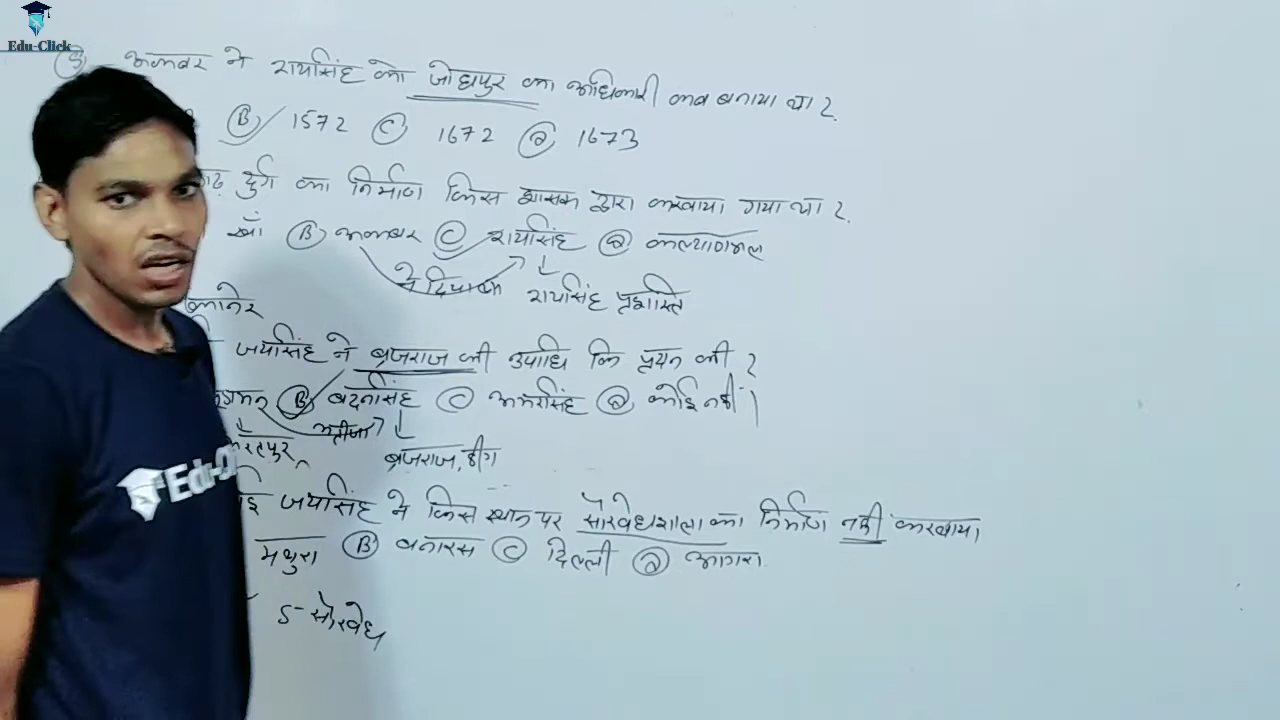 Edu-Click
अकबर ने रायसिंह को जोधपुर का अधिकारी कब बनाया था ?
B 1572 C 1672 D 1673
दुर्ग का निर्माण किस शासक द्वारा करवाया गया था ?
खाँ B अकबर C रायसिंह D कल्याणमल
ने दिया था रायसिंह प्रशस्ति
जयसिंह ने ब्रजराज की उपाधि कि प्रदान की ?
B बदनसिंह C अमरसिंह D कोई नहीं ।
भतीजा
ब्रजराज, डीग
जयसिंह ने किस स्थान पर सौरवेधशाला का निर्माण नहीं करवाया
मथुरा B बनारस C दिल्ली D आगरा
5- सौरवेध
Edu-C